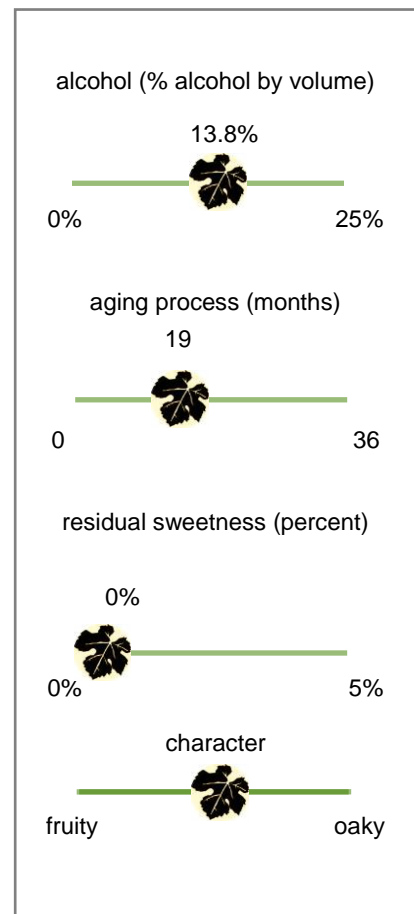 alcohol (% alcohol by volume)
13.8%
0% 25%
aging process (months)
19
0 36
residual sweetness (percent)
0%
0% 5%
character
fruity oaky